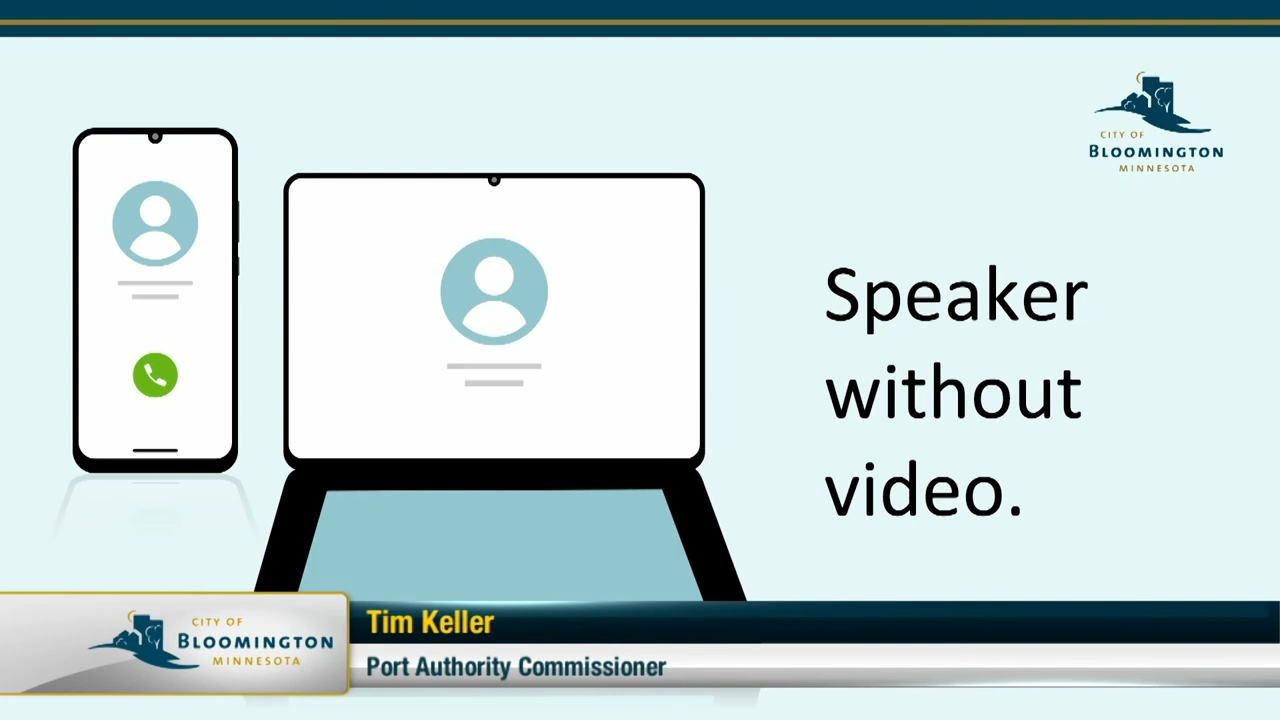 CITY OF
BLOOMINGTON
MINNESOTA
Speaker
without
video.
CITY OF
BLOOMINGTON
MINNESOTA
Tim Keller
Port Authority Commissioner